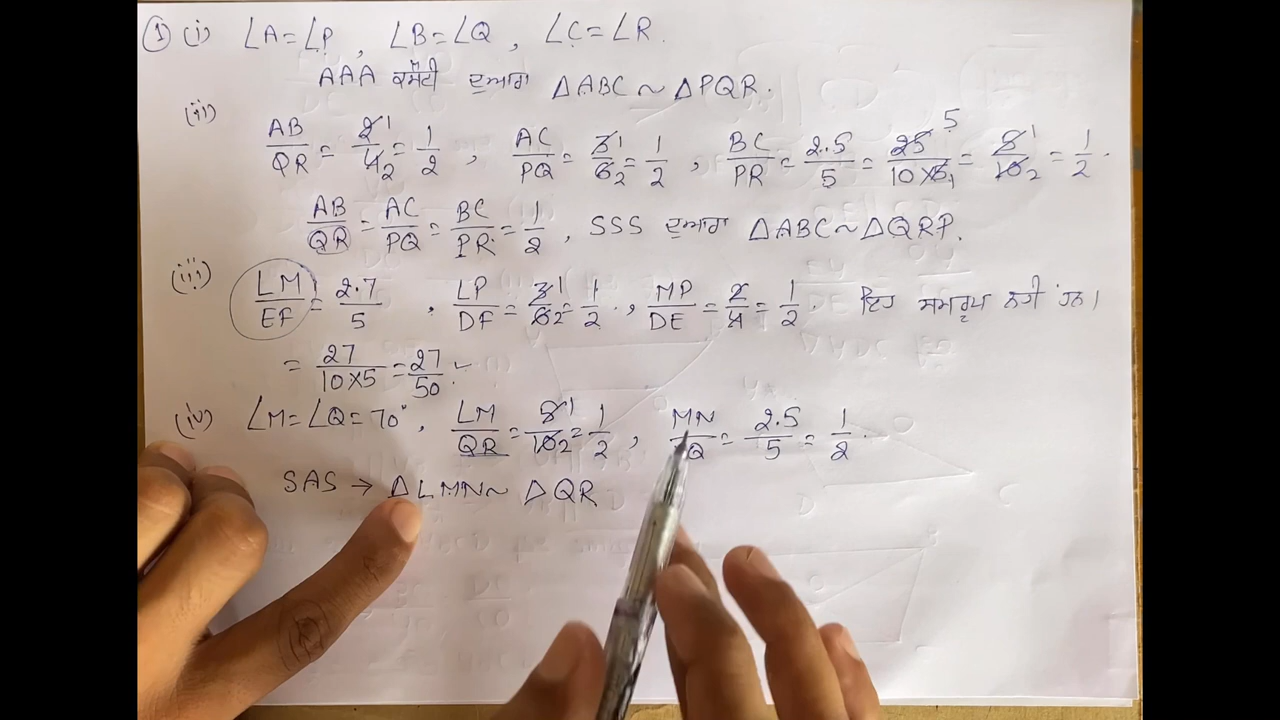 ① (i) ∠A=∠P , ∠B=∠Q , ∠C=∠R.
AAA ਕਸੌਟੀ ਦੁਆਰਾ ΔABC ~ ΔPQR.
(ii) AB/QR = 2/4 = 1/2 , AC/PQ = 3/6 = 1/2 , BC/PR = 2.5/5 = 25/10×5 = 5/10 = 1/2 .
AB/QR = AC/PQ = BC/PR = 1/2 , SSS ਦੁਆਰਾ ΔABC ~ ΔQRP.
(iii) LM/EF = 2.7/5 , LP/DF = 3/6 = 1/2 , MP/DE = 2/4 = 1/2 . ਇਹ ਸਮਰੂਪ ਨਹੀਂ ਹਨ।
= 27/10×5 = 27/50
(iv) ∠M=∠Q=70° , LM/QR = 5/10 = 1/2 , MN/Q = 2.5/5 = 1/2 .
SAS → ΔLMN ~ ΔQR